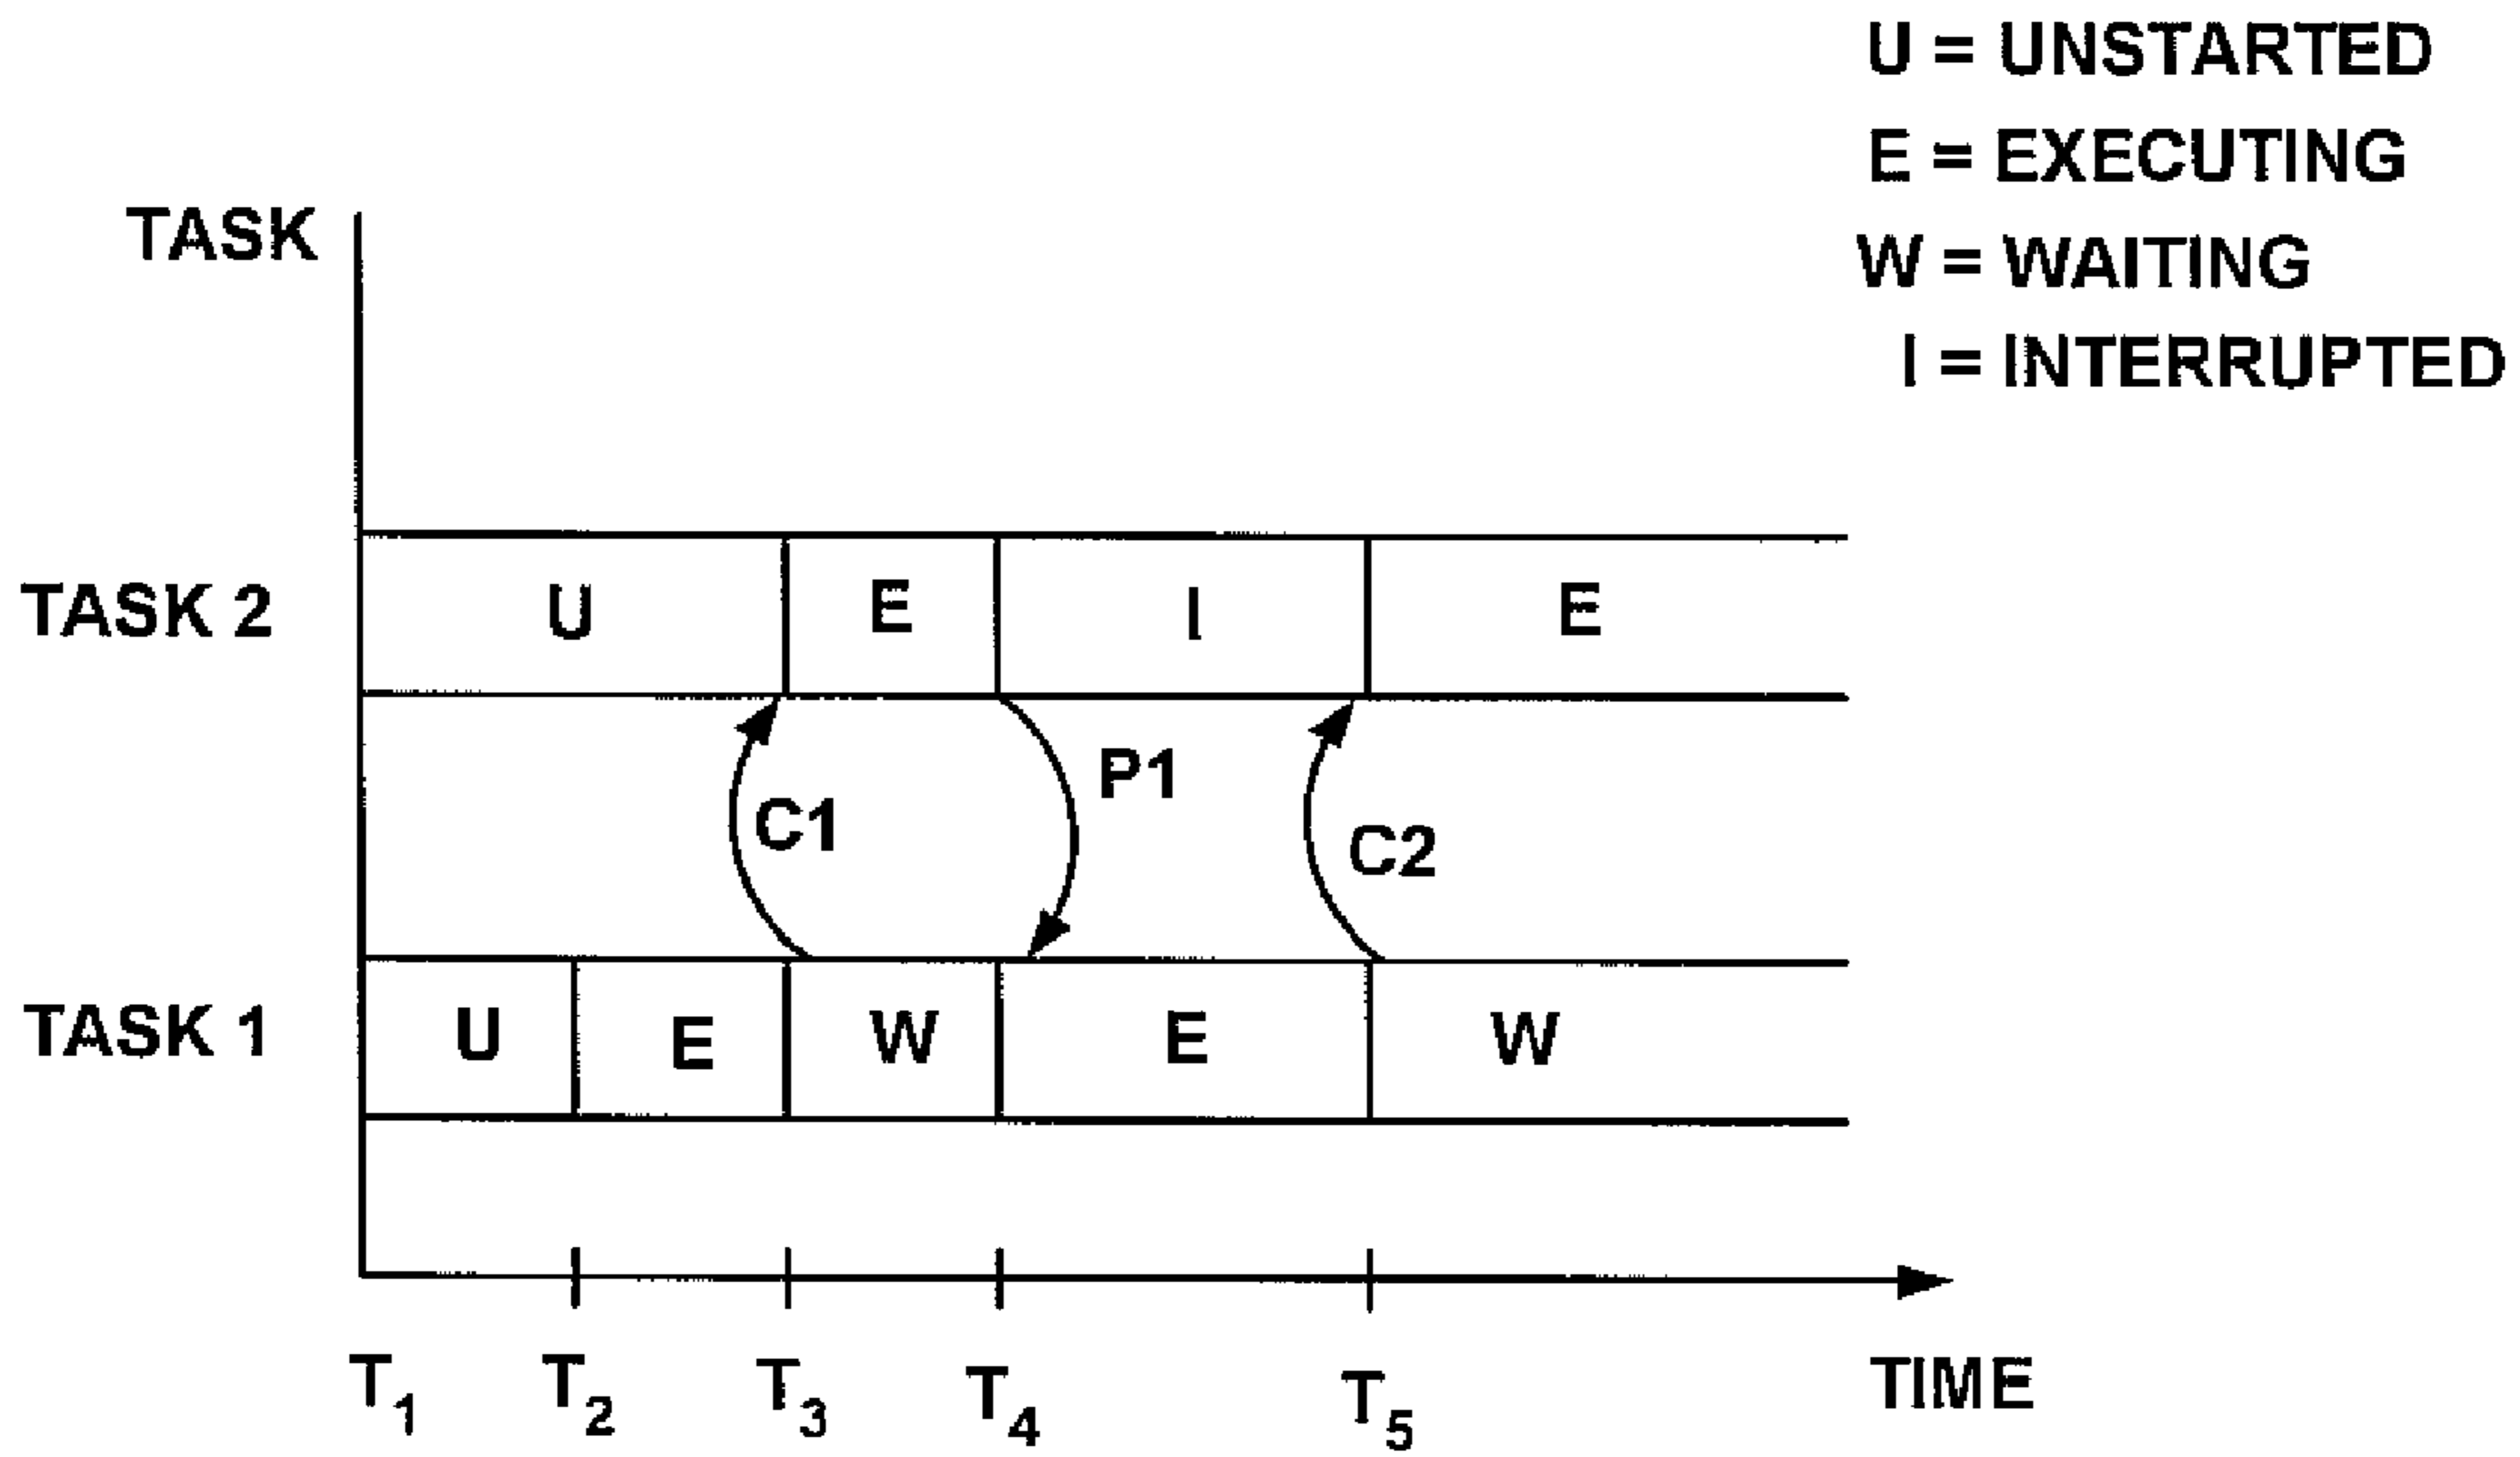 U = UNSTARTED
E = EXECUTING
W = WAITING
I = INTERRUPTED
TASK
TASK 2
U
E
I
E
C1
P1
C2
TASK 1
U
E
W
E
W
T1
T2
T3
T4
T5
TIME